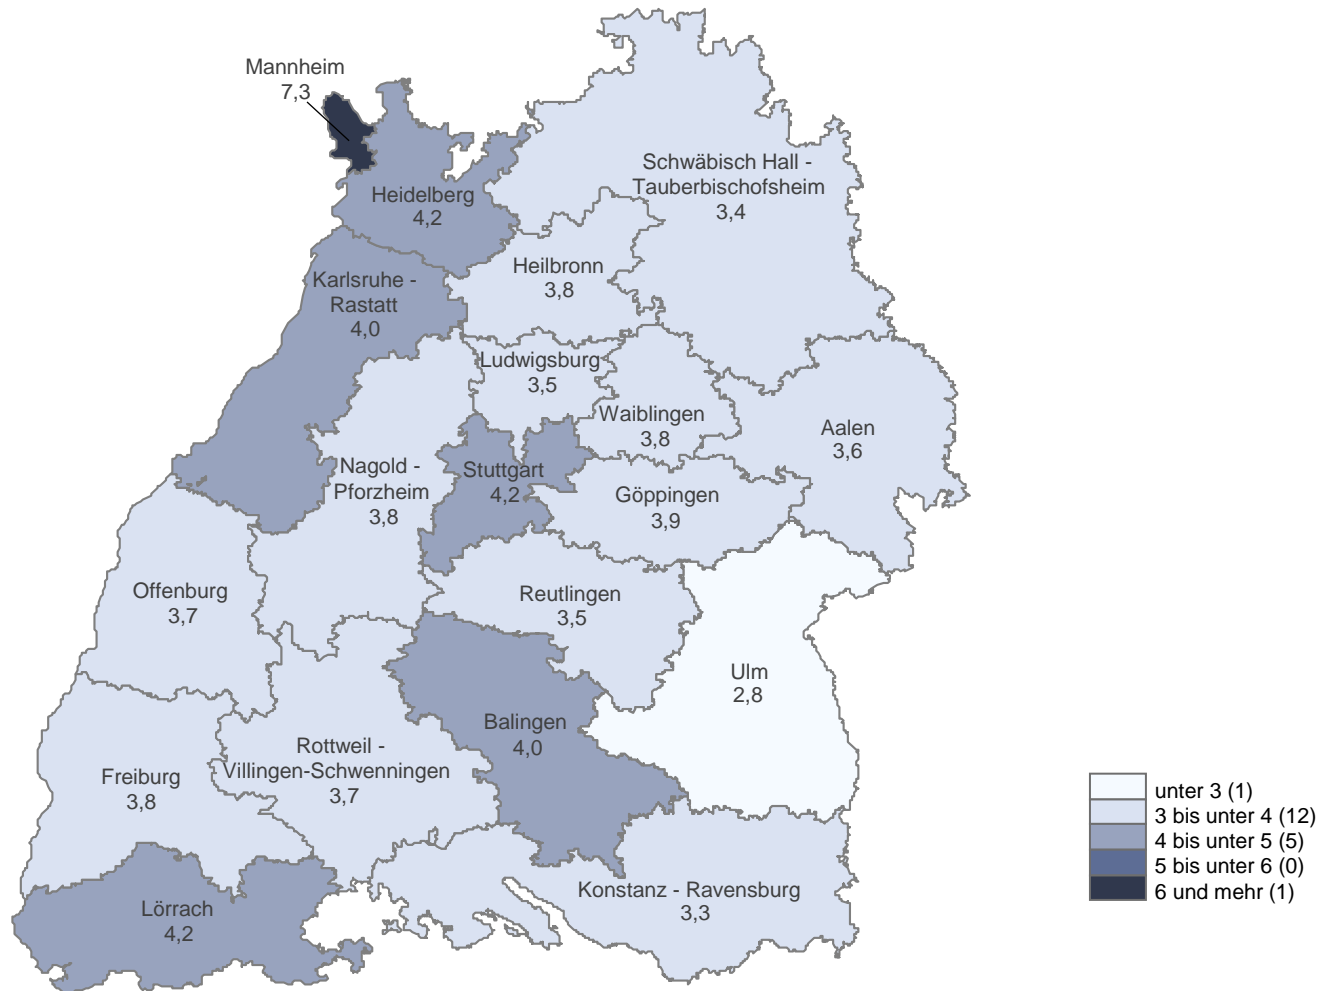 Mannheim
7,3
Schwäbisch Hall -
Tauberbischofsheim
3,4
Heidelberg
4,2
Heilbronn
3,8
Karlsruhe -
Rastatt
4,0
Ludwigsburg
3,5
Waiblingen
3,8
Aalen
3,6
Nagold -
Pforzheim
3,8
Stuttgart
4,2
Göppingen
3,9
Offenburg
3,7
Reutlingen
3,5
Ulm
2,8
Balingen
4,0
Rottweil -
Villingen-Schwenningen
3,7
Freiburg
3,8
Konstanz - Ravensburg
3,3
Lörrach
4,2
unter 3 (1)
3 bis unter 4 (12)
4 bis unter 5 (5)
5 bis unter 6 (0)
6 und mehr (1)